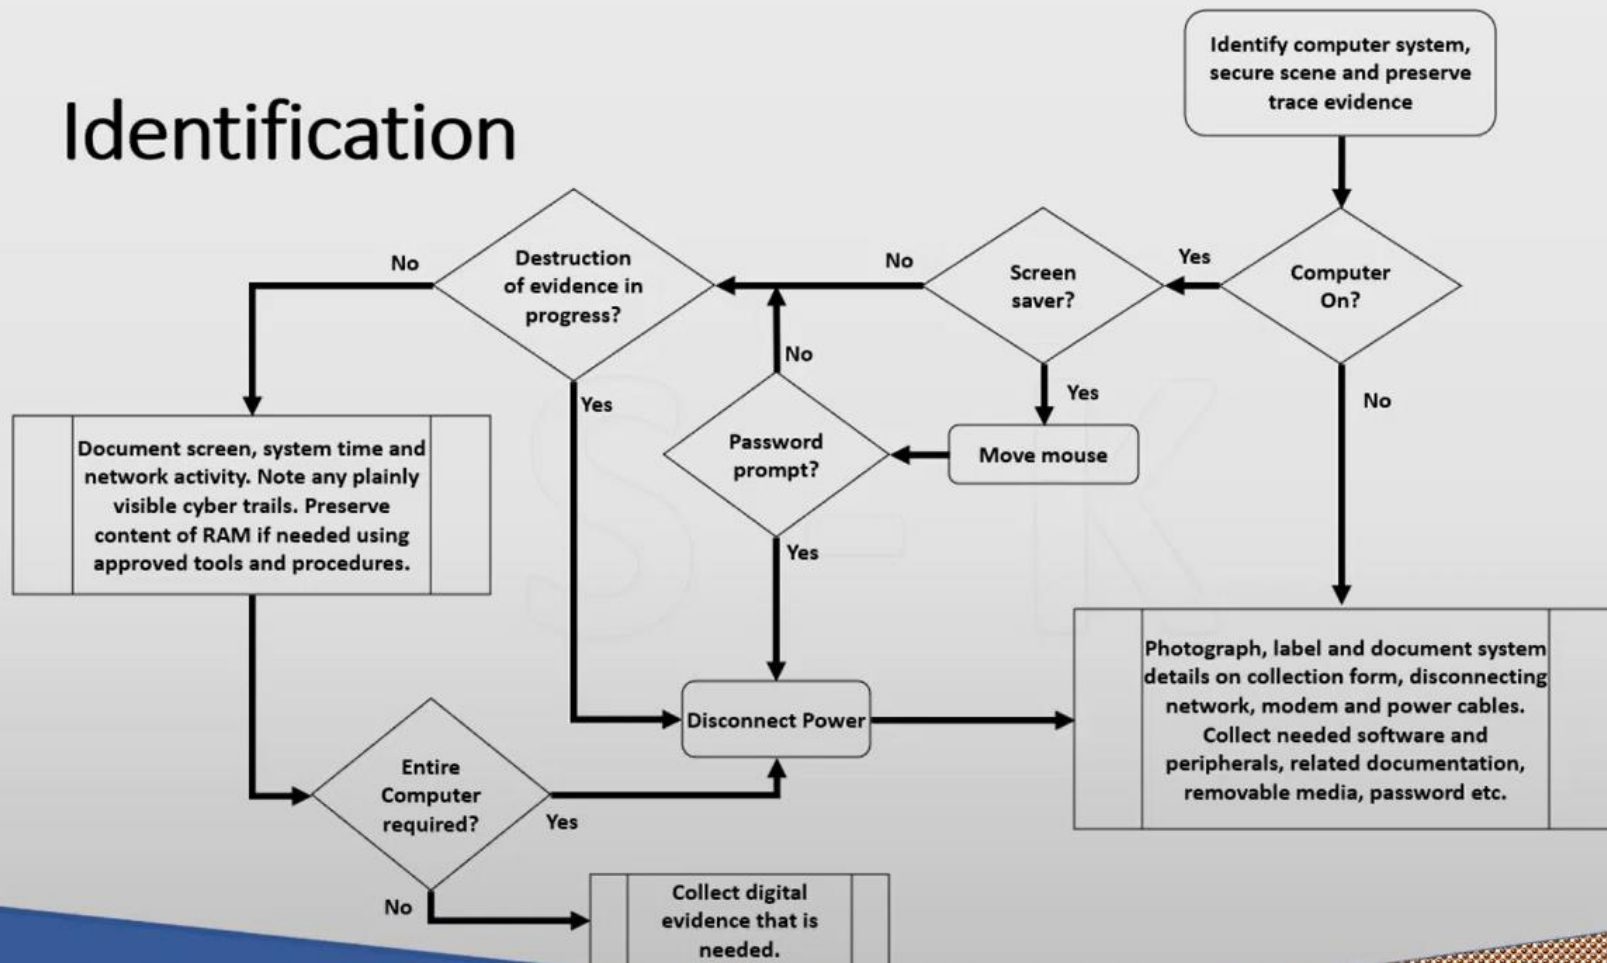 Identification
Identify computer system,
secure scene and preserve
trace evidence
Computer
On?
Yes
No
Screen
saver?
No
Yes
Move mouse
Password
prompt?
No
Yes
Destruction
of evidence in
progress?
No
Yes
Document screen, system time and
network activity. Note any plainly
visible cyber trails. Preserve
content of RAM if needed using
approved tools and procedures.
Entire
Computer
required?
Yes
No
Disconnect Power
Photograph, label and document system
details on collection form, disconnecting
network, modem and power cables.
Collect needed software and
peripherals, related documentation,
removable media, password etc.
Collect digital
evidence that is
needed.
S - K